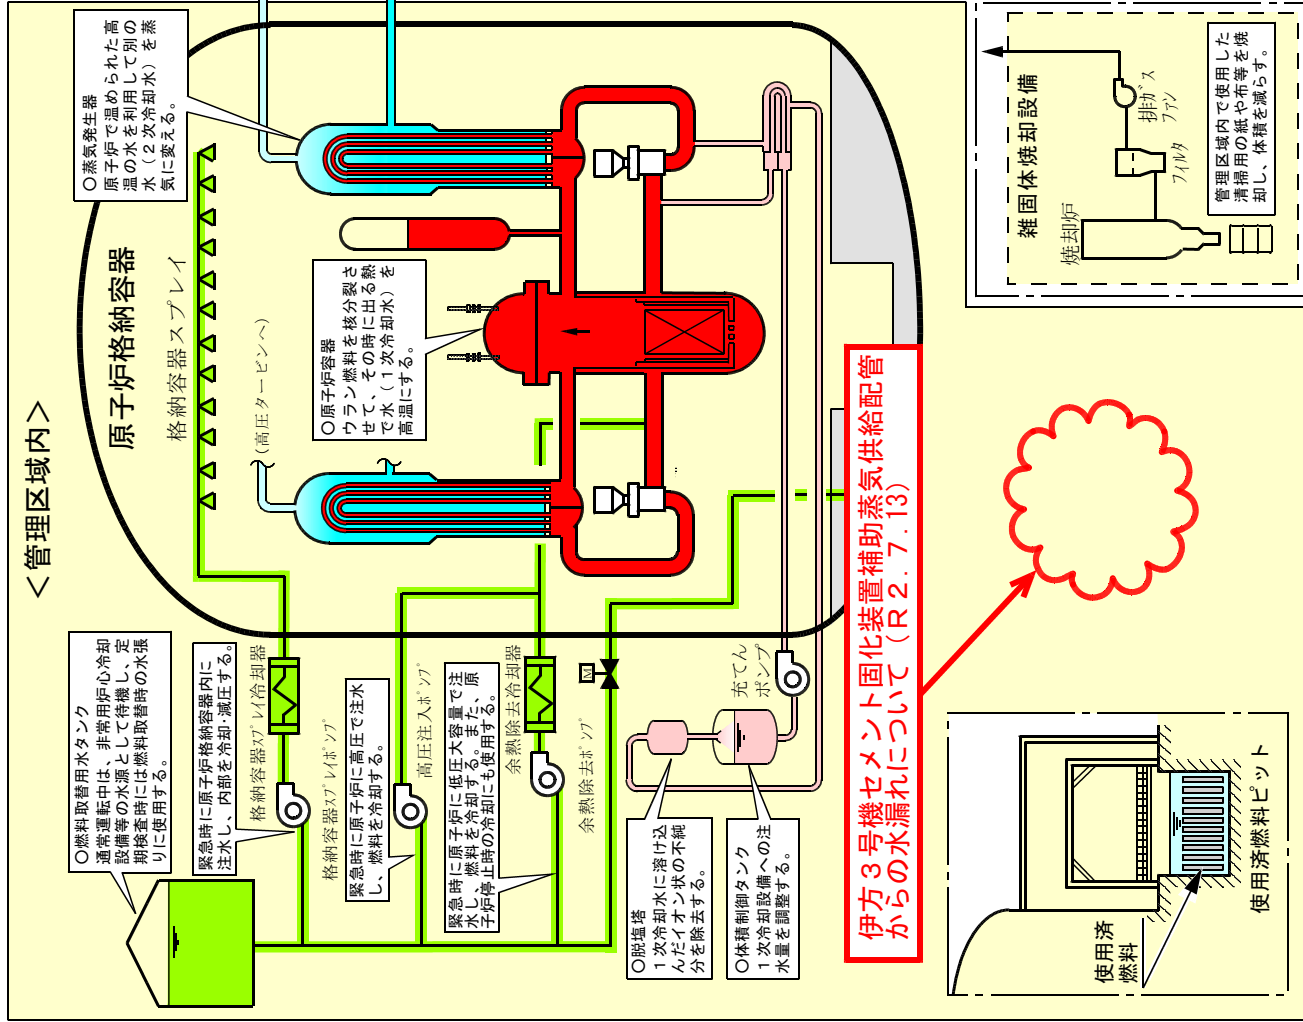 ＜管理区域内＞
原子炉格納容器
格納容器スプレイ
（高圧タービンへ）
○蒸気発生器
原子炉で温められた高
温の水を利用して別の
水（２次冷却水）を蒸
気に変える。
○原子炉容器
ウラン燃料を核分裂さ
せて、その時に出る熱
で水（１次冷却水）を
高温にする。
○燃料取替用水タンク
通常運転中は、非常用炉心冷却
設備等の水源として待機し、定
期検査時には燃料取替時の水張
りに使用する。
緊急時に原子炉格納容器内に
注水し、内部を冷却・減圧する。
格納容器ｽﾌﾟﾚｲ冷却器
格納容器ｽﾌﾟﾚｲﾎﾟﾝﾌﾟ
緊急時に原子炉に高圧で注水
し、燃料を冷却する。
高圧注入ﾎﾟﾝﾌﾟ
緊急時に原子炉に低圧大容量で注
水し、燃料を冷却する。また、原
子炉停止時の冷却にも使用する。
余熱除去冷却器
余熱除去ﾎﾟﾝﾌﾟ
M
○脱塩塔
１次冷却水に溶け込
んだイオン状の不純
分を除去する。
充てん
ポンプ
○体積制御タンク
１次冷却設備への注
水量を調整する。
伊方３号機セメント固化装置補助蒸気供給配管
からの水漏れについて（Ｒ２．７．13）
雑固体焼却設備
焼却炉
ﾌｨﾙﾀ
排ｶﾞｽ
ﾌｧﾝ
管理区域内で使用した
清掃用の紙や布等を焼
却し、体積を減らす。
使用済
燃料
使用済燃料ピット